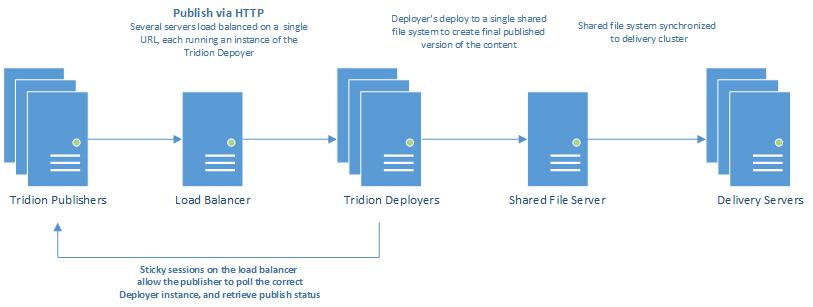 Publish via HTTP
Several servers load balanced on a single
URL, each running an instance of the
Tridion Depoyer
Deployer's deploy to a single shared
file system to create final published
version of the content
Shared file system synchronized
to delivery cluster
Tridion Publishers
Load Balancer
Tridion Deployers
Shared File Server
Delivery Servers
Sticky sessions on the load balancer
allow the publisher to poll the correct
Deployer instance, and retrieve publish status